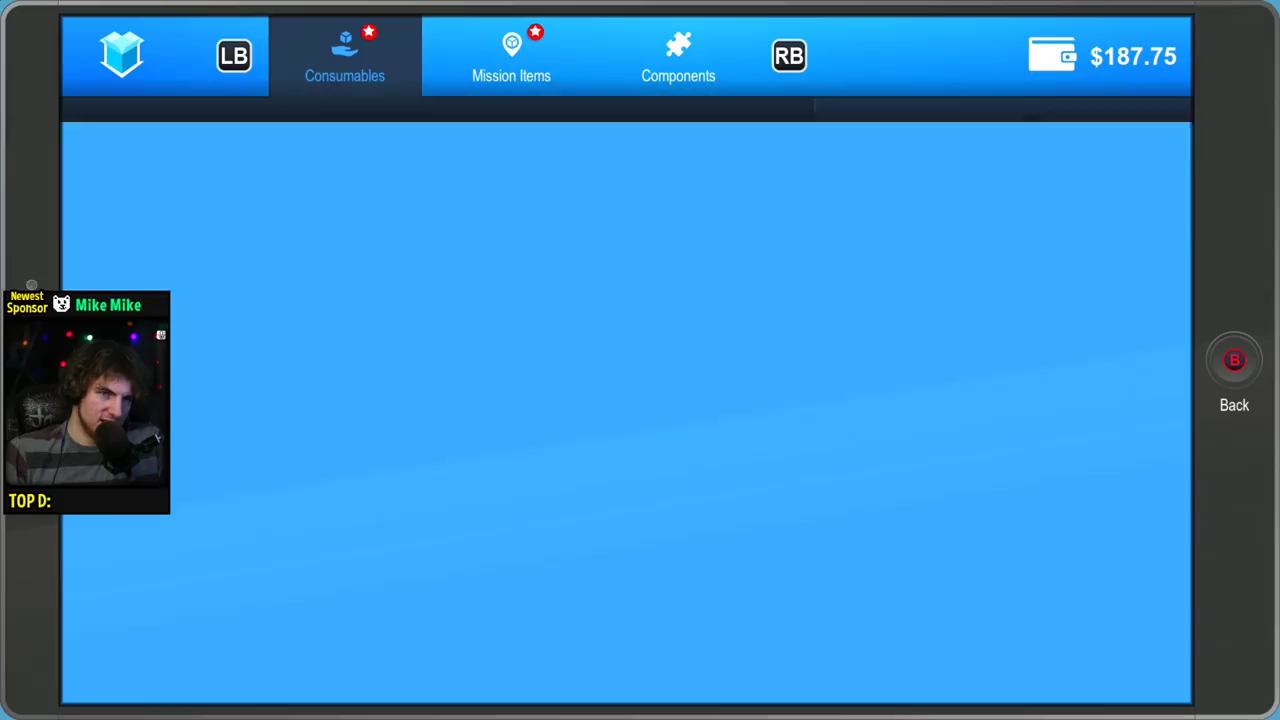 LB
Consumables
Mission Items
Components
RB
$187.75
Newest
Sponsor
Mike Mike
TOP D:
B
Back